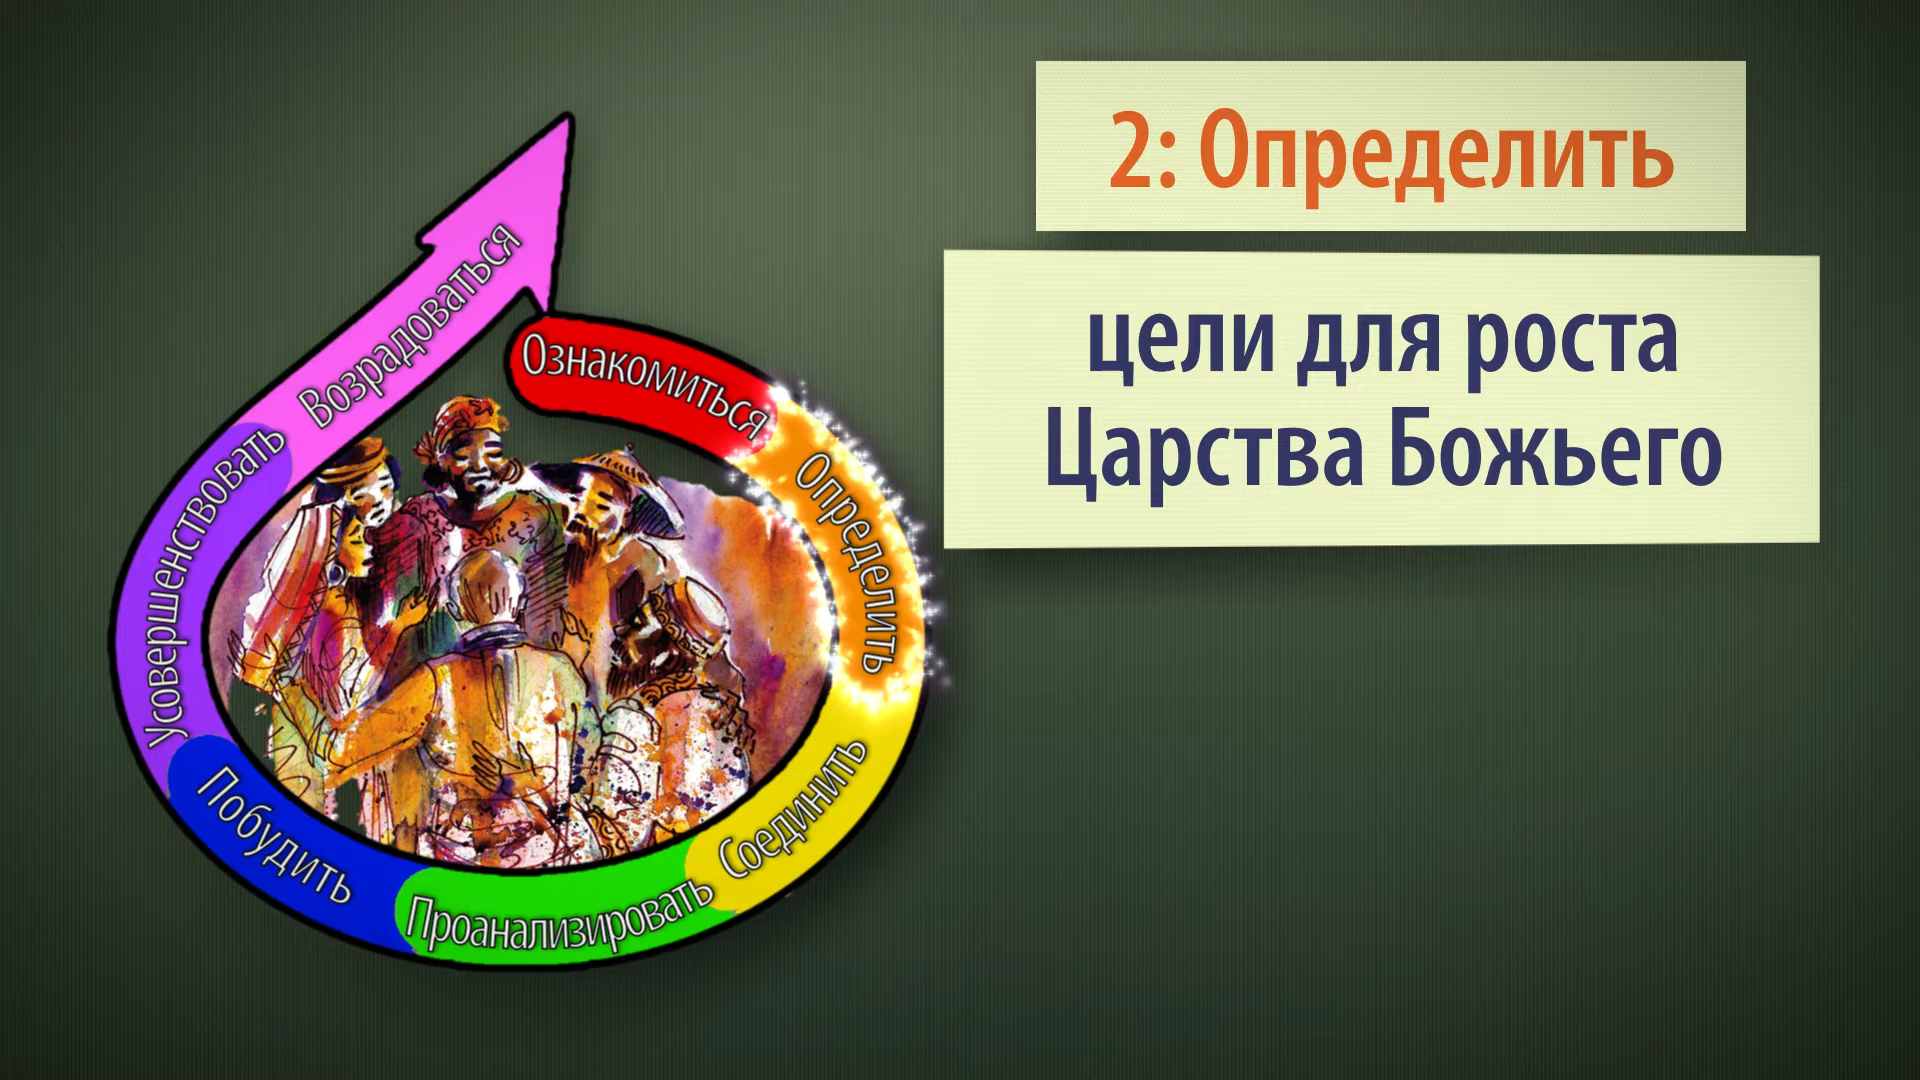 2: Определить
цели для роста
Царства Божьего
Ознакомиться
Определить
Соединить
Проанализировать
Побудить
Усовершенствовать
Возрадоваться